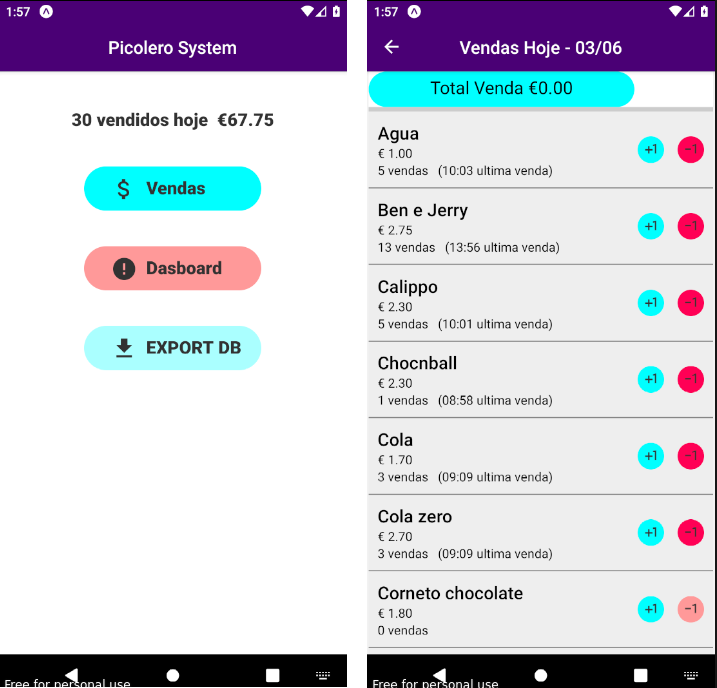 1:57
Picolero System
30 vendidos hoje €67.75
$ Vendas
Dasboard
EXPORT DB
Free for personal use
1:57
Vendas Hoje - 03/06
Total Venda €0.00
Agua
€ 1.00
5 vendas (10:03 ultima venda)
+1 −1
Ben e Jerry
€ 2.75
13 vendas (13:56 ultima venda)
+1 −1
Calippo
€ 2.30
5 vendas (10:01 ultima venda)
+1 −1
Chocnball
€ 2.30
1 vendas (08:58 ultima venda)
+1 −1
Cola
€ 1.70
3 vendas (09:09 ultima venda)
+1 −1
Cola zero
€ 2.70
3 vendas (09:09 ultima venda)
+1 −1
Corneto chocolate
€ 1.80
0 vendas
+1 −1
Free for personal use